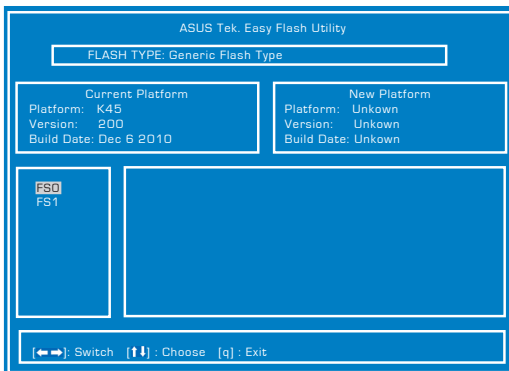 ASUS Tek. Easy Flash Utility
FLASH TYPE: Generic Flash Type
Current Platform
Platform: K45
Version: 200
Build Date: Dec 6 2010
New Platform
Platform: Unkown
Version: Unkown
Build Date: Unkown
FS0
FS1
[←→]: Switch [↑↓] : Choose [q] : Exit